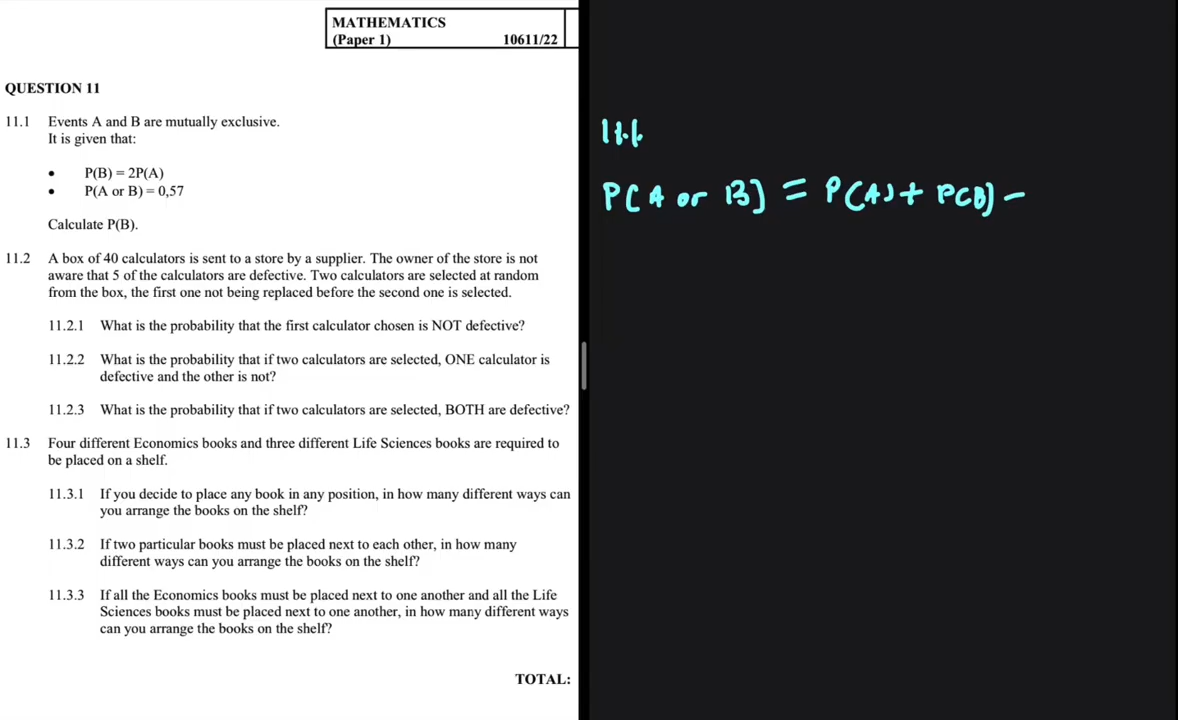 MATHEMATICS
(Paper 1) 10611/22
QUESTION 11
11.1 Events A and B are mutually exclusive.
It is given that:
• P(B) = 2P(A)
• P(A or B) = 0,57
Calculate P(B).
11.2 A box of 40 calculators is sent to a store by a supplier. The owner of the store is not
aware that 5 of the calculators are defective. Two calculators are selected at random
from the box, the first one not being replaced before the second one is selected.
11.2.1 What is the probability that the first calculator chosen is NOT defective?
11.2.2 What is the probability that if two calculators are selected, ONE calculator is
defective and the other is not?
11.2.3 What is the probability that if two calculators are selected, BOTH are defective?
11.3 Four different Economics books and three different Life Sciences books are required to
be placed on a shelf.
11.3.1 If you decide to place any book in any position, in how many different ways can
you arrange the books on the shelf?
11.3.2 If two particular books must be placed next to each other, in how many
different ways can you arrange the books on the shelf?
11.3.3 If all the Economics books must be placed next to one another and all the Life
Sciences books must be placed next to one another, in how many different ways
can you arrange the books on the shelf?
TOTAL:
P(A or B) = P(A) + P(B) –